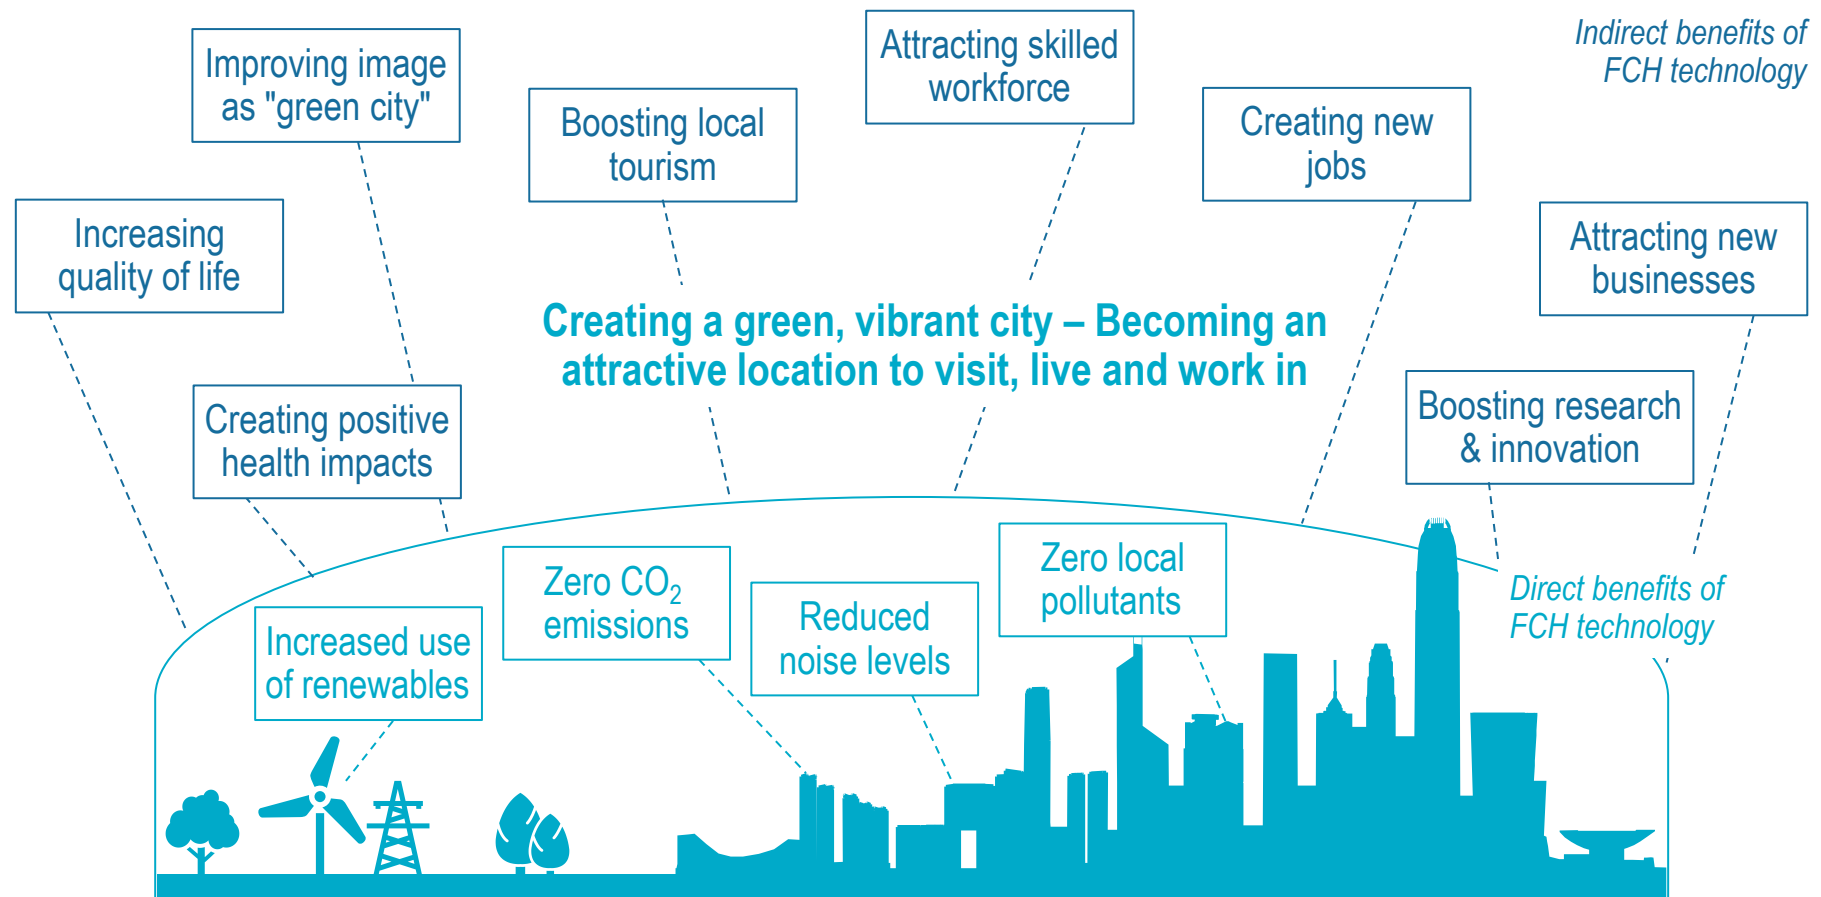 Indirect benefits of
FCH technology
Improving image
as "green city"
Boosting local
tourism
Attracting skilled
workforce
Creating new
jobs
Increasing
quality of life
Attracting new
businesses
Creating a green, vibrant city – Becoming an
attractive location to visit, live and work in
Creating positive
health impacts
Boosting research
& innovation
Direct benefits of
FCH technology
Increased use
of renewables
Zero CO₂
emissions
Reduced
noise levels
Zero local
pollutants